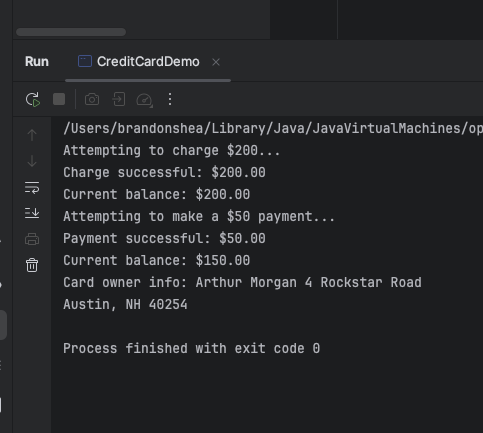 Run CreditCardDemo
/Users/brandonshea/Library/Java/JavaVirtualMachines/op
Attempting to charge $200...
Charge successful: $200.00
Current balance: $200.00
Attempting to make a $50 payment...
Payment successful: $50.00
Current balance: $150.00
Card owner info: Arthur Morgan 4 Rockstar Road
Austin, NH 40254
Process finished with exit code 0